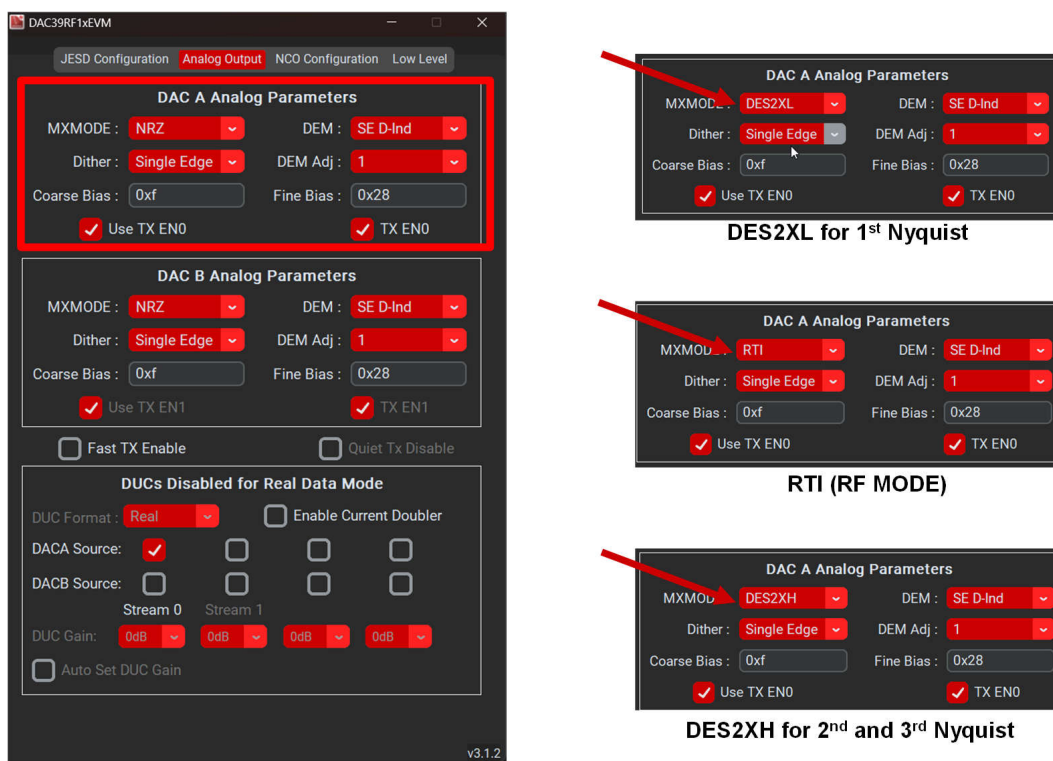 DAC39RF1xEVM
JESD Configuration Analog Output NCO Configuration Low Level
DAC A Analog Parameters
MXMODE : NRZ DEM : SE D-Ind
Dither : Single Edge DEM Adj : 1
Coarse Bias : 0xf Fine Bias : 0x28
Use TX EN0 TX EN0
DAC B Analog Parameters
MXMODE : NRZ DEM : SE D-Ind
Dither : Single Edge DEM Adj : 1
Coarse Bias : 0xf Fine Bias : 0x28
Use TX EN1 TX EN1
Fast TX Enable Quiet Tx Disable
DUCs Disabled for Real Data Mode
DUC Format : Real Enable Current Doubler
DACA Source:
DACB Source:
Stream 0 Stream 1
DUC Gain: 0dB 0dB 0dB 0dB
Auto Set DUC Gain
v3.1.2
DAC A Analog Parameters
DES2XL DEM : SE D-Ind
Dither : Single Edge DEM Adj : 1
Coarse Bias : 0xf Fine Bias : 0x28
Use TX EN0 TX EN0
DES2XL for 1st Nyquist
DAC A Analog Parameters
RTI DEM : SE D-Ind
Dither : Single Edge DEM Adj : 1
Coarse Bias : 0xf Fine Bias : 0x28
Use TX EN0 TX EN0
RTI (RF MODE)
DAC A Analog Parameters
DES2XH DEM : SE D-Ind
Dither : Single Edge DEM Adj : 1
Coarse Bias : 0xf Fine Bias : 0x28
Use TX EN0 TX EN0
DES2XH for 2nd and 3rd Nyquist